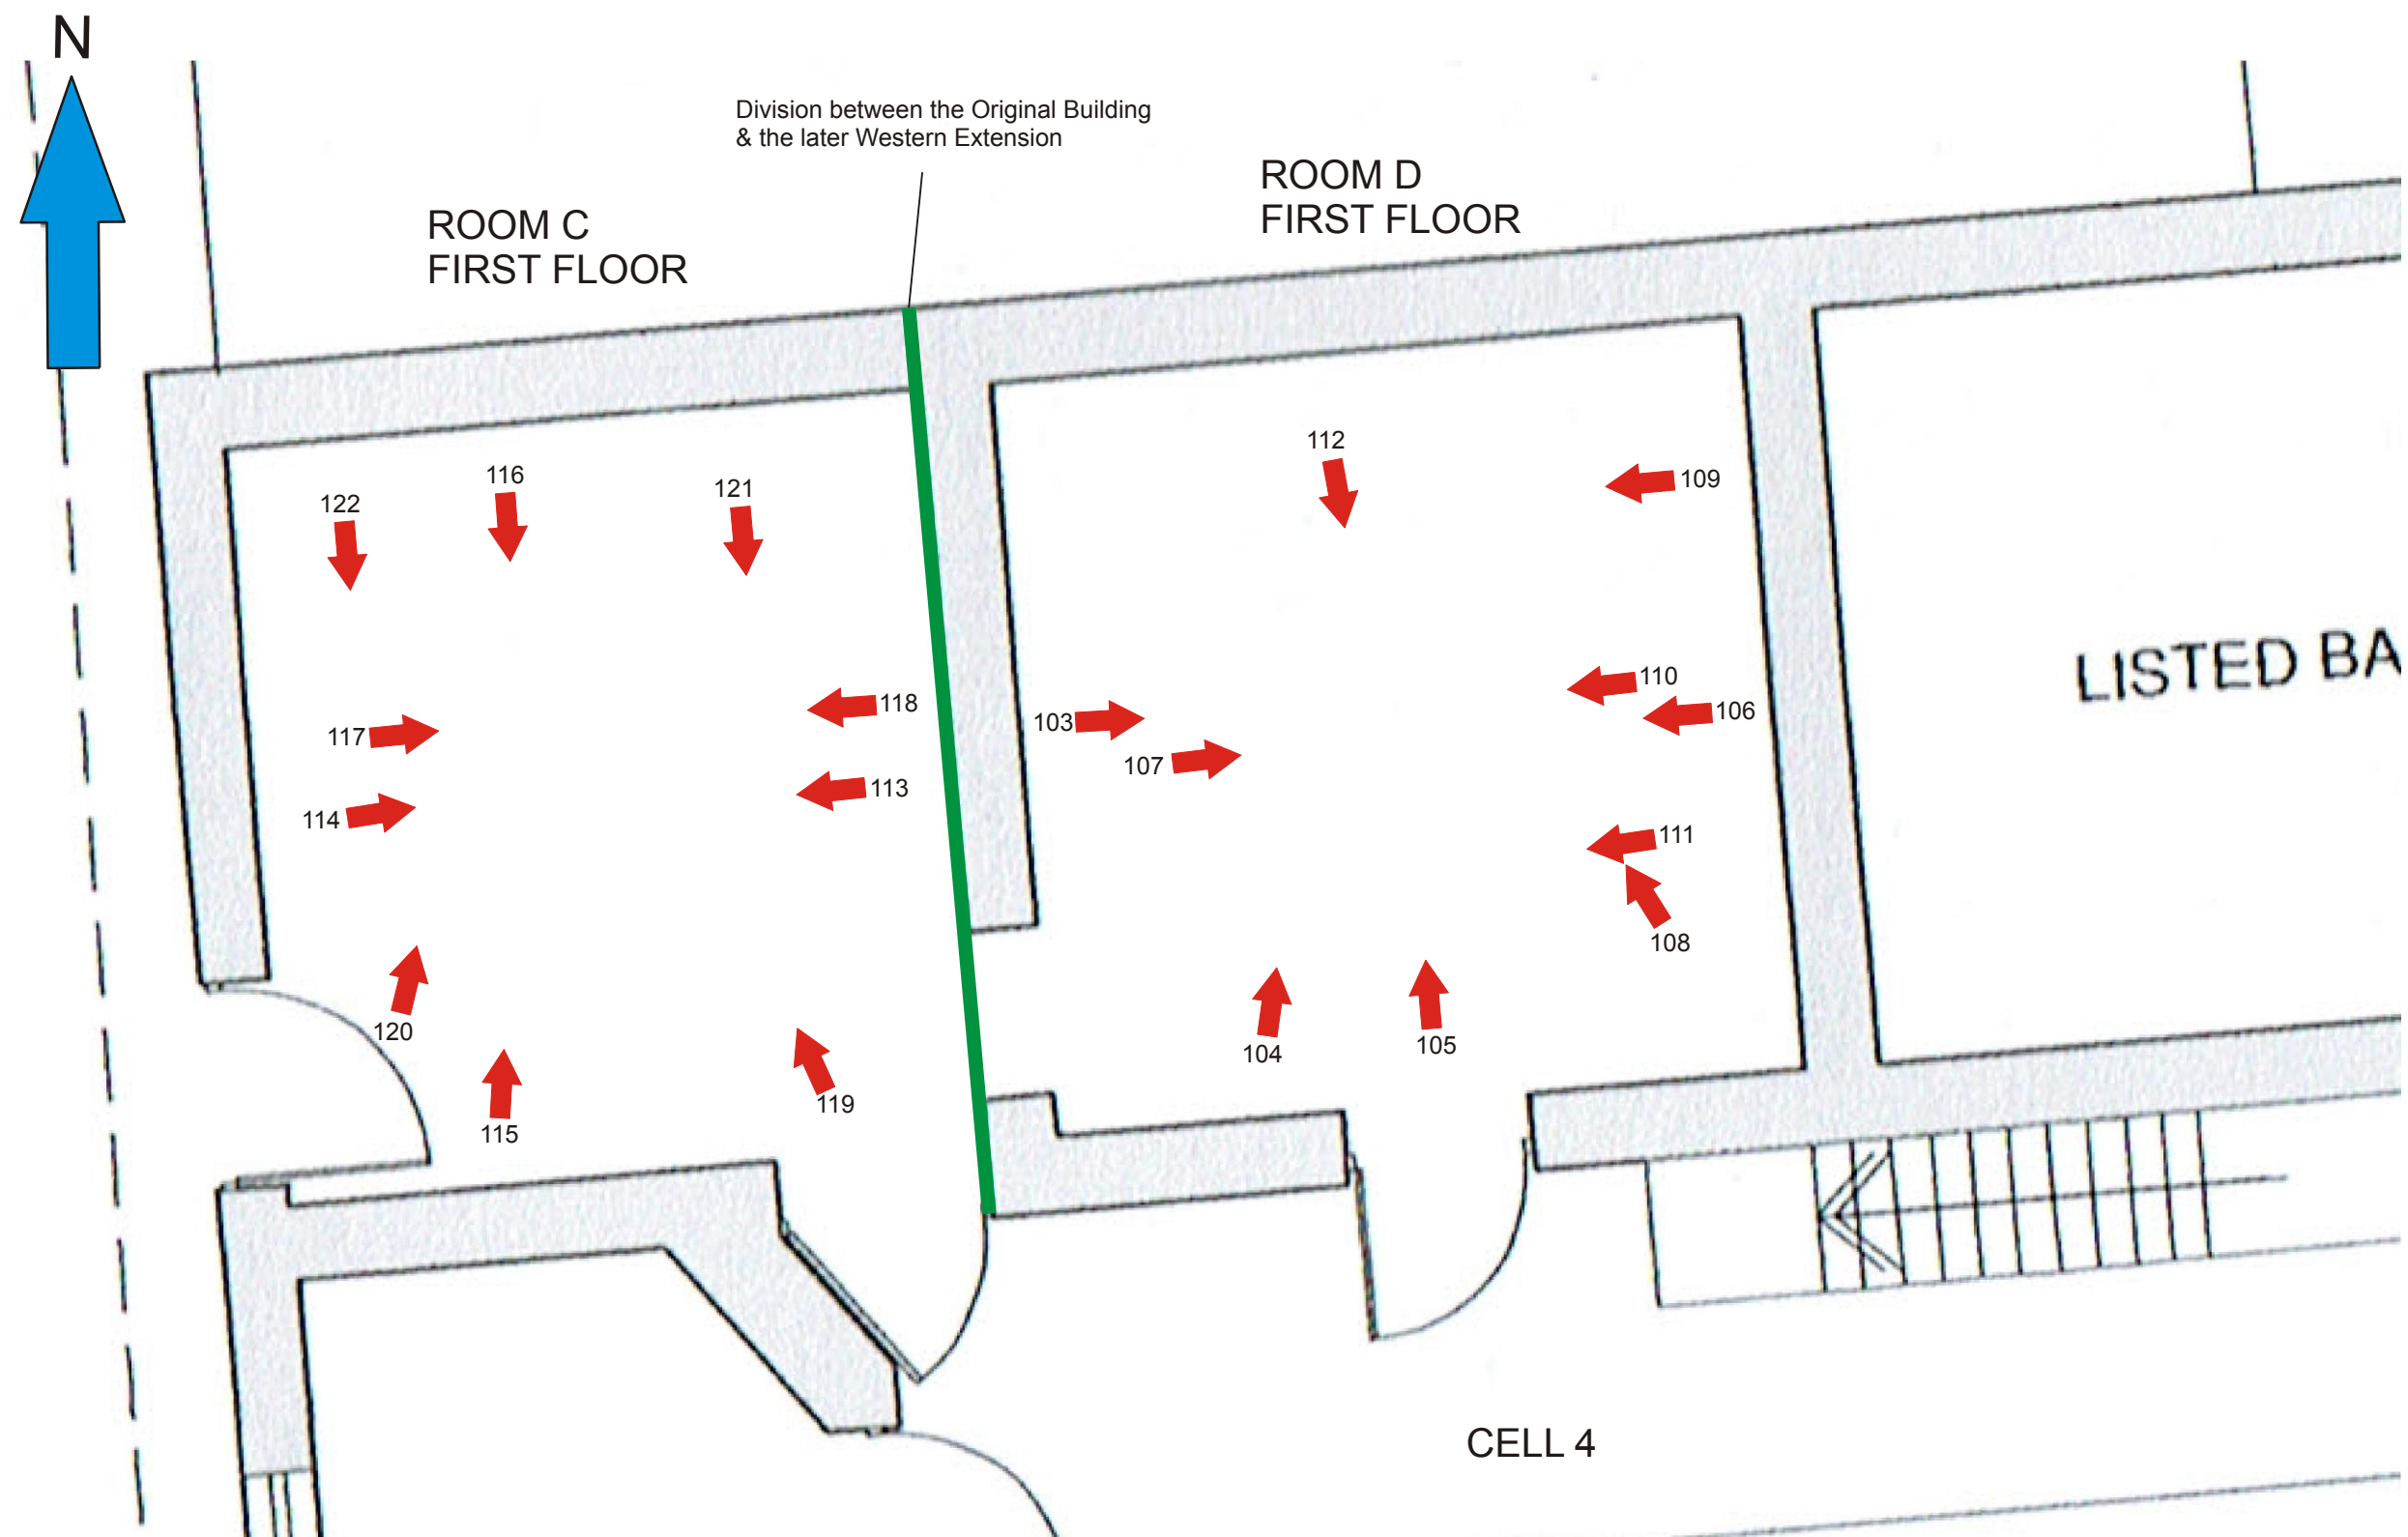 N
Division between the Original Building
& the later Western Extension
ROOM D
FIRST FLOOR
ROOM C
FIRST FLOOR
112
109
116
121
122
110
118
106
103
117
107
113
114
111
108
120
104
105
119
115
LISTED BA
CELL 4